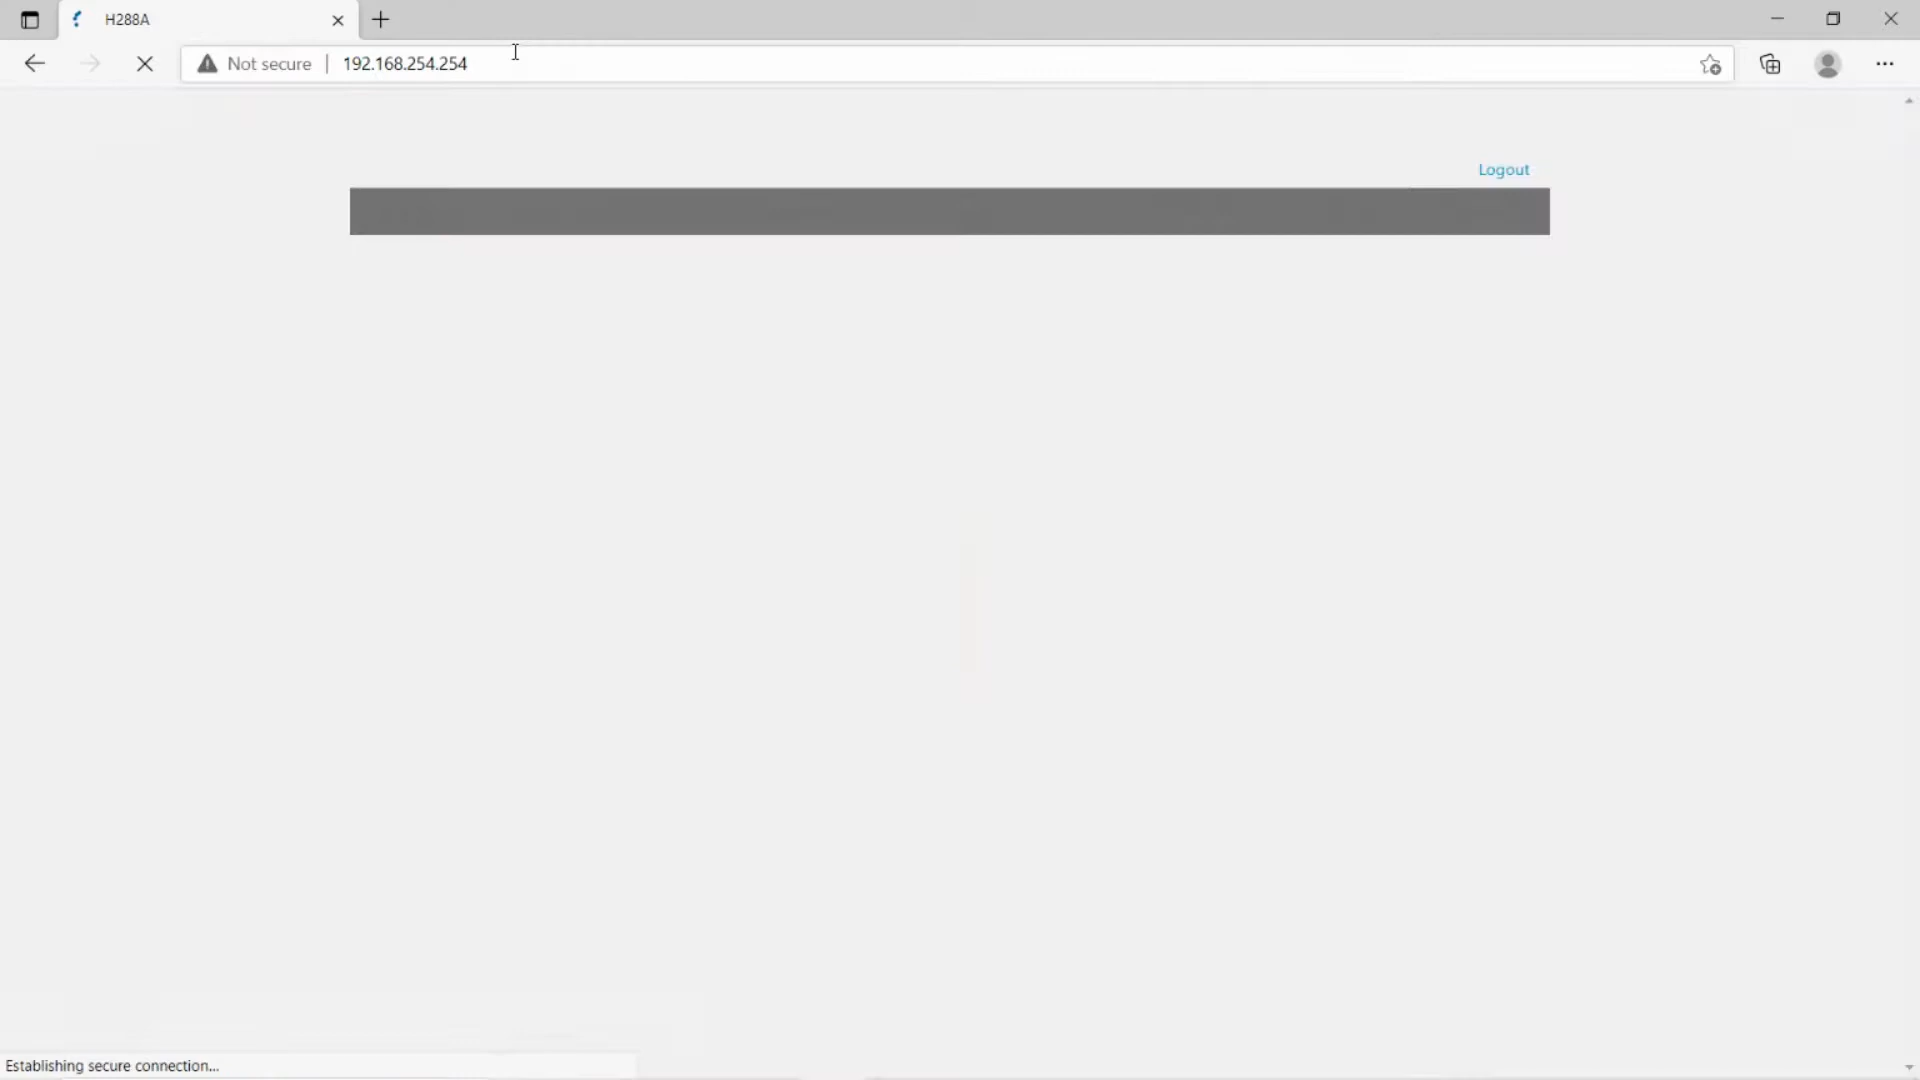 H288A
Not secure | 192.168.254.254
Logout
Establishing secure connection...